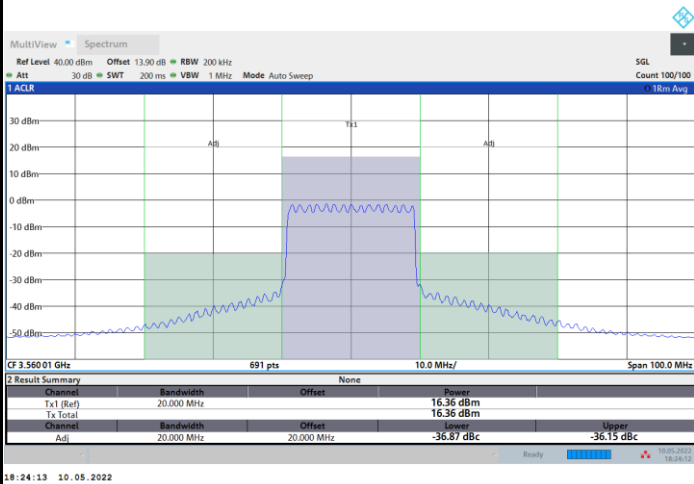 MultiView Spectrum
Ref Level 40.00 dBm Offset 13.90 dB RBW 200 kHz SGL
Att 30 dB SWT 200 ms VBW 1 MHz Mode Auto Sweep Count 100/100
1 ACLR 1Rm Avg
30 dBm
Tx1
20 dBm
Adj Adj
10 dBm
0 dBm
-10 dBm
-20 dBm
-30 dBm
-40 dBm
-50 dBm
CF 3.56001 GHz 691 pts 10.0 MHz/ Span 100.0 MHz
2 Result Summary None
Channel Bandwidth Offset Power
Tx1 (Ref) 20.000 MHz 16.36 dBm
Tx Total 16.36 dBm
Channel Bandwidth Offset Lower Upper
Adj 20.000 MHz 20.000 MHz -36.87 dBc -36.15 dBc
Ready 10.05.2022
18:24:12
18:24:13 10.05.2022